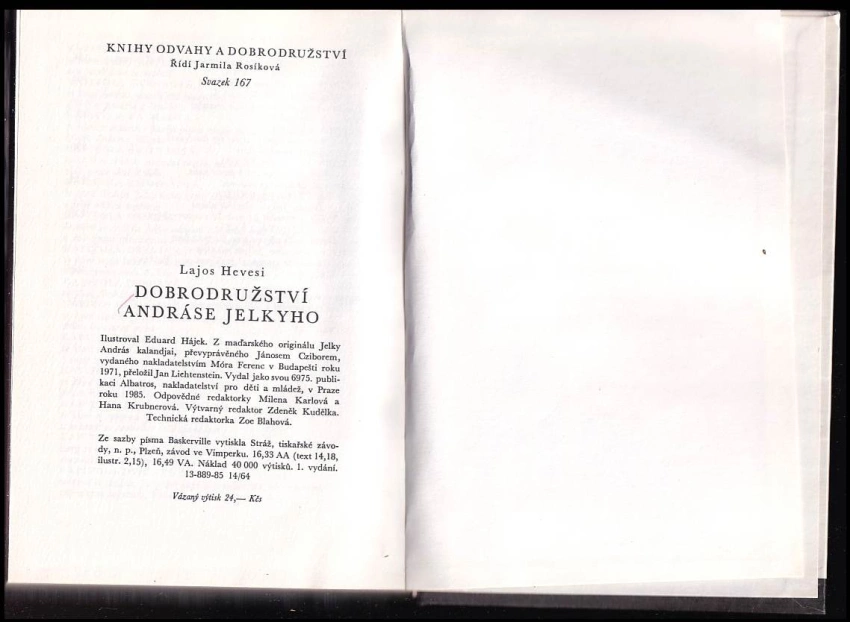 KNIHY ODVAHY A DOBRODRUŽSTVÍ
Řídí Jarmila Rosíková
Svazek 167
Lajos Hevesi
DOBRODRUŽSTVÍ
ANDRÁSE JELKYHO
Ilustroval Eduard Hájek. Z maďarského originálu Jelky
András kalandjai, převyprávěného Jánosem Cziborem,
vydaného nakladatelstvím Móra Ferenc v Budapešti roku
1971, přeložil Jan Liechtenstein. Vydal jako svou 6975. publi-
kaci Albatros, nakladatelství pro děti a mládež, v Praze
roku 1985. Odpovědné redaktorky Milena Karlová a
Hana Krubnerová. Výtvarný redaktor Zdeněk Kudělka.
Technická redaktorka Zoe Blahová.
Ze sazby písma Baskerville vytiskla Stráž, tiskařské závo-
dy, n. p., Plzeň, závod ve Vimperku. 16,33 AA (text 14,18,
ilustr. 2,15), 16,49 VA. Náklad 40 000 výtisků. 1. vydání.
13-889-85 14/64
Vázaný výtisk 24,— Kčs